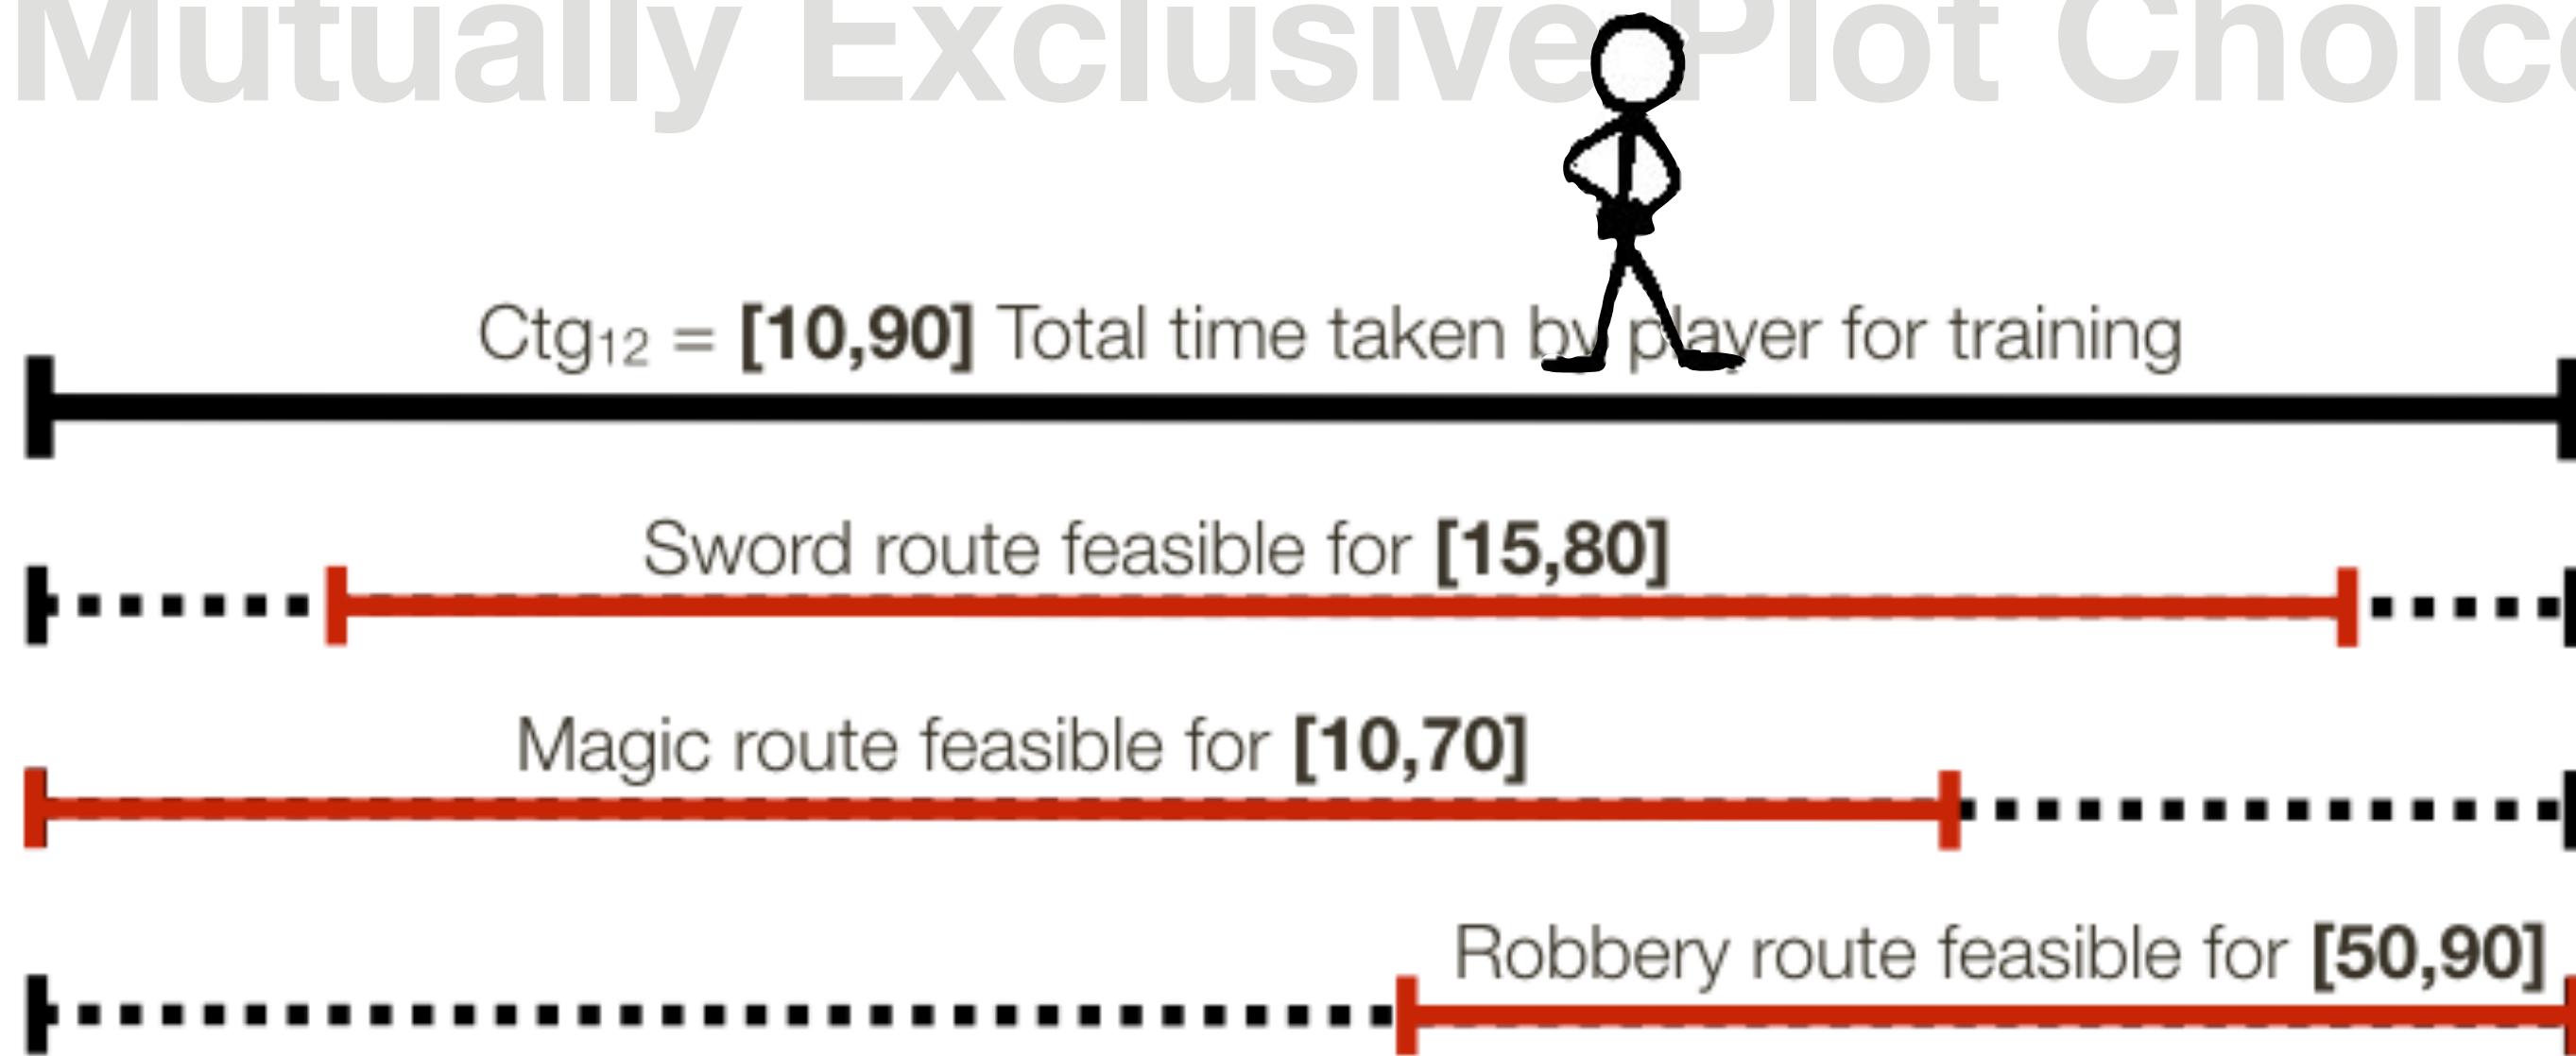 Mutually Exclusive Plot Choic
Ctg₁₂ = [10,90] Total time taken by player for training
Sword route feasible for [15,80]
Magic route feasible for [10,70]
Robbery route feasible for [50,90]